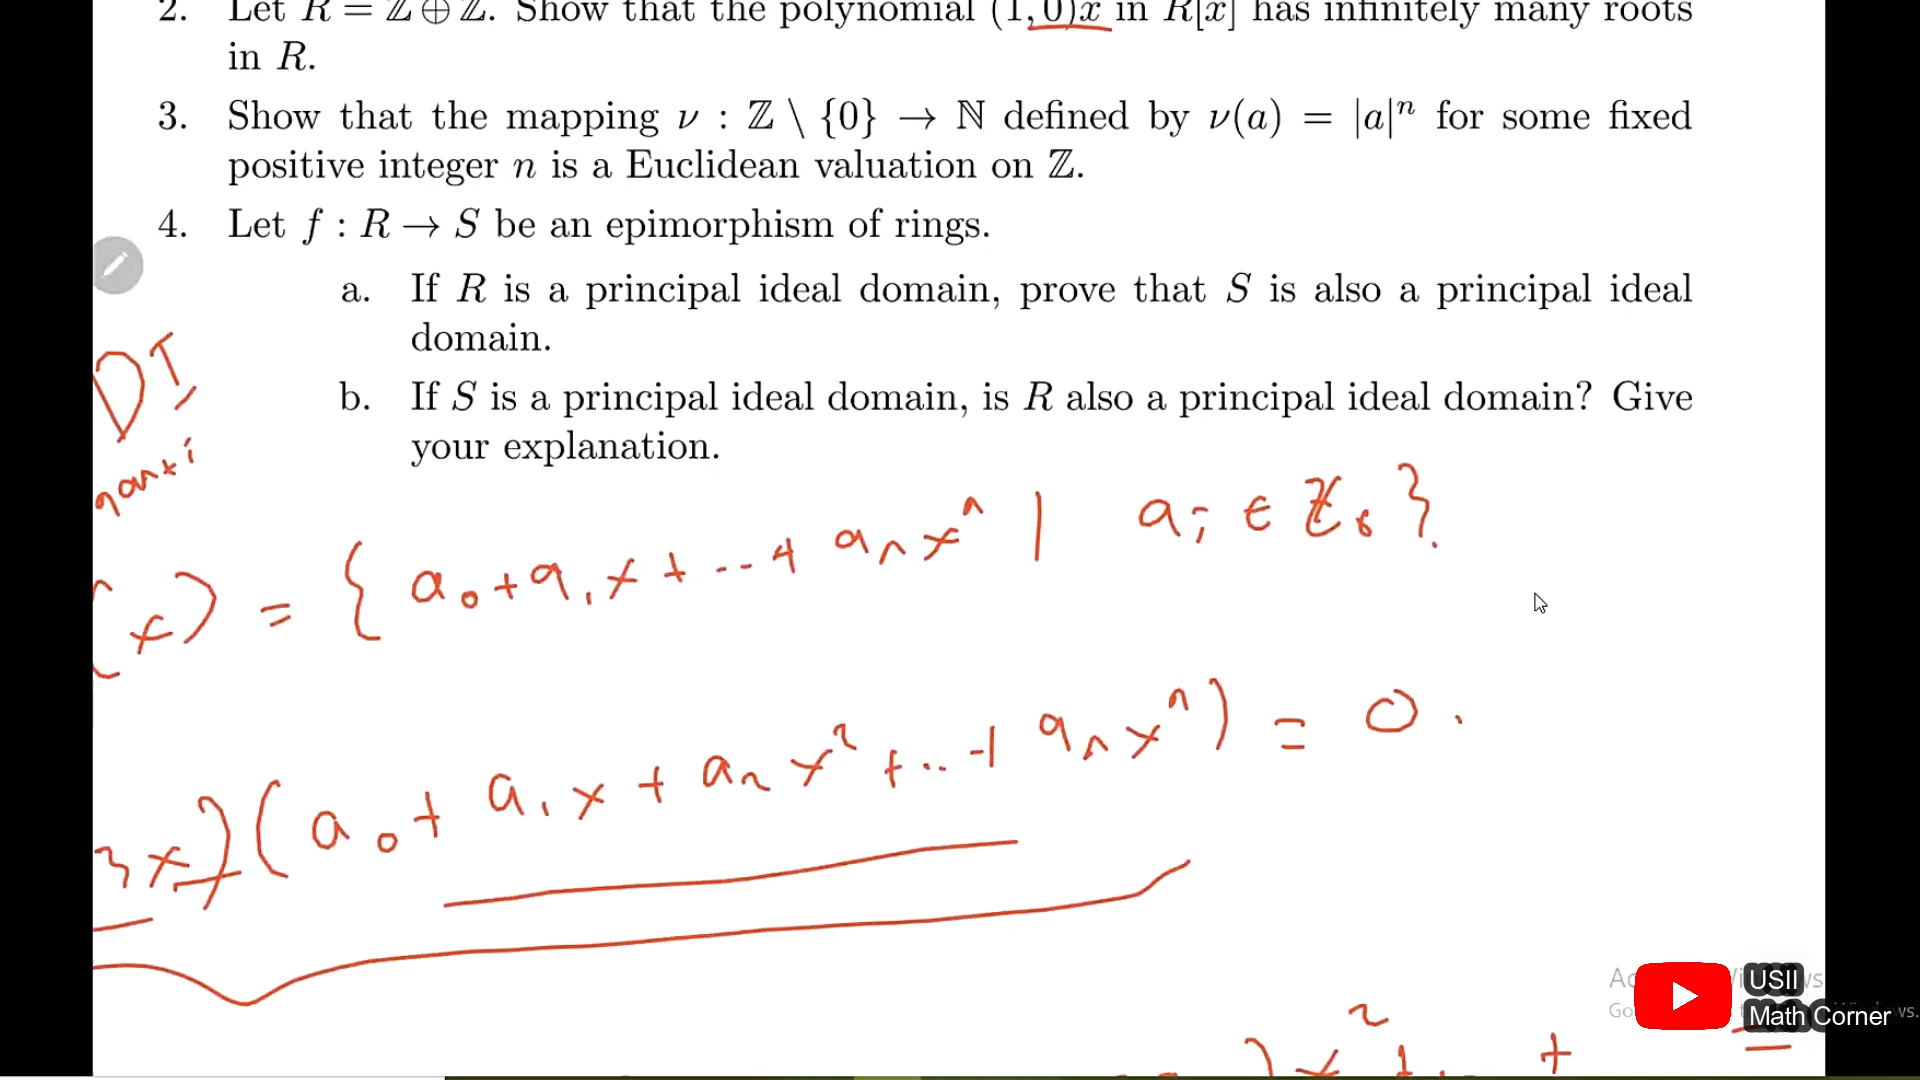 2. Let R = ℤ ⊕ ℤ. Show that the polynomial (1,0)x in R[x] has infinitely many roots
in R.
3. Show that the mapping ν : ℤ \ {0} → ℕ defined by ν(a) = |a|ⁿ for some fixed
positive integer n is a Euclidean valuation on ℤ.
4. Let f : R → S be an epimorphism of rings.
a. If R is a principal ideal domain, prove that S is also a principal ideal
domain.
b. If S is a principal ideal domain, is R also a principal ideal domain? Give
your explanation.
DI
(x) = {a₀ + a₁x + ... + aₙxⁿ | aᵢ ∈ ℤ₆}.
3x)(a₀ + a₁x + a₂x² + ... + aₙxⁿ) = 0.
USII
Math Corner